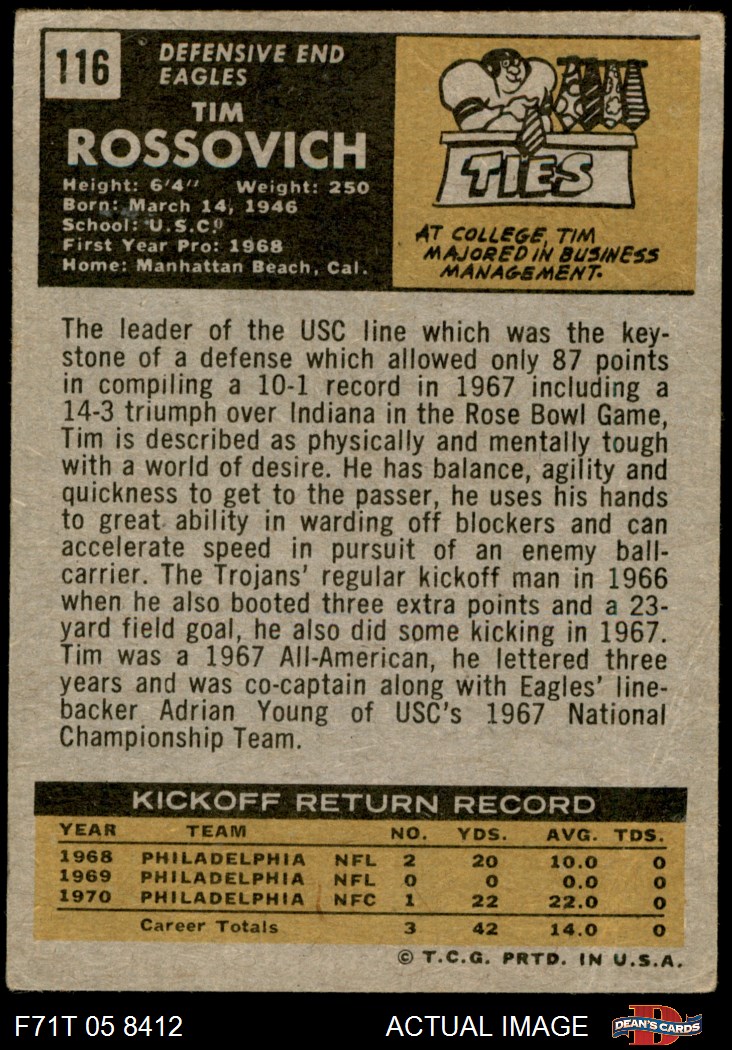 116
DEFENSIVE END
EAGLES
TIM
ROSSOVICH
Height: 6'4" Weight: 250
Born: March 14, 1946
School: U.S.C.
First Year Pro: 1968
Home: Manhattan Beach, Cal.
TIES
AT COLLEGE, TIM
MAJORED IN BUSINESS
MANAGEMENT.
The leader of the USC line which was the key-
stone of a defense which allowed only 87 points
in compiling a 10-1 record in 1967 including a
14-3 triumph over Indiana in the Rose Bowl Game,
Tim is described as physically and mentally tough
with a world of desire. He has balance, agility and
quickness to get to the passer, he uses his hands
to great ability in warding off blockers and can
accelerate speed in pursuit of an enemy ball-
carrier. The Trojans' regular kickoff man in 1966
when he also booted three extra points and a 23-
yard field goal, he also did some kicking in 1967.
Tim was a 1967 All-American, he lettered three
years and was co-captain along with Eagles' line-
backer Adrian Young of USC's 1967 National
Championship Team.
KICKOFF RETURN RECORD
YEAR TEAM NO. YDS. AVG. TDS.
1968 PHILADELPHIA NFL 2 20 10.0 0
1969 PHILADELPHIA NFL 0 0 0.0 0
1970 PHILADELPHIA NFC 1 22 22.0 0
Career Totals 3 42 14.0 0
© T.C.G. PRTD. IN U.S.A.
F71T 05 8412 ACTUAL IMAGE
D
DEAN'S CARDS